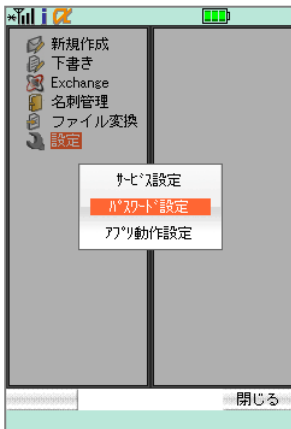 i α
新規作成
下書き
Exchange
名刺管理
ファイル変換
設定
ｻｰﾋﾞｽ設定
ﾊﾟｽﾜｰﾄﾞ設定
ｱﾌﾟﾘ動作設定
閉じる